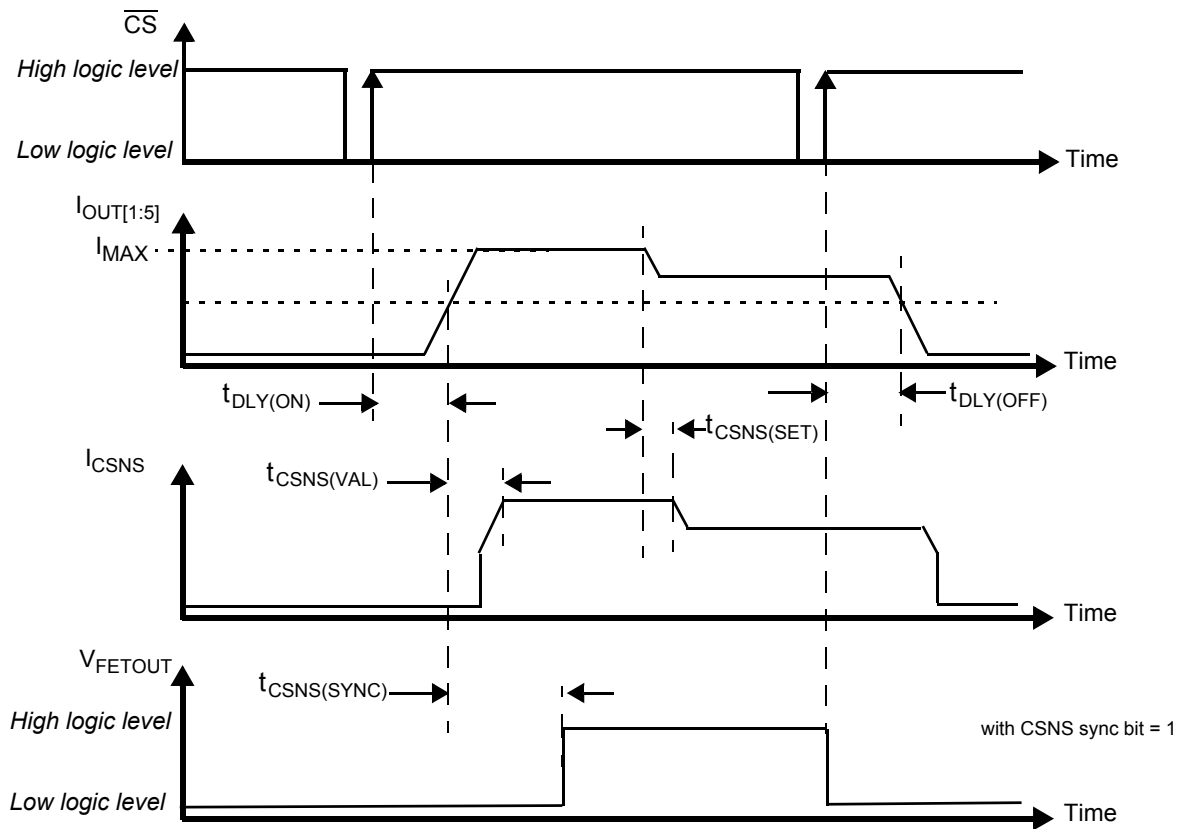 CS
High logic level
Low logic level
Time
IOUT[1:5]
IMAX
Time
tDLY(ON)
tDLY(OFF)
tCSNS(SET)
ICSNS
tCSNS(VAL)
Time
VFETOUT
tCSNS(SYNC)
High logic level
with CSNS sync bit = 1
Low logic level
Time